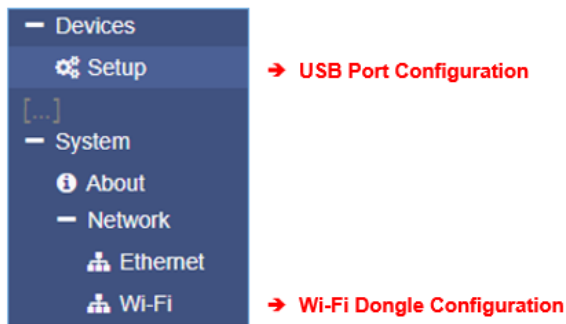 Devices
Setup ➔ USB Port Configuration
[...]
System
About
Network
Ethernet
Wi-Fi ➔ Wi-Fi Dongle Configuration